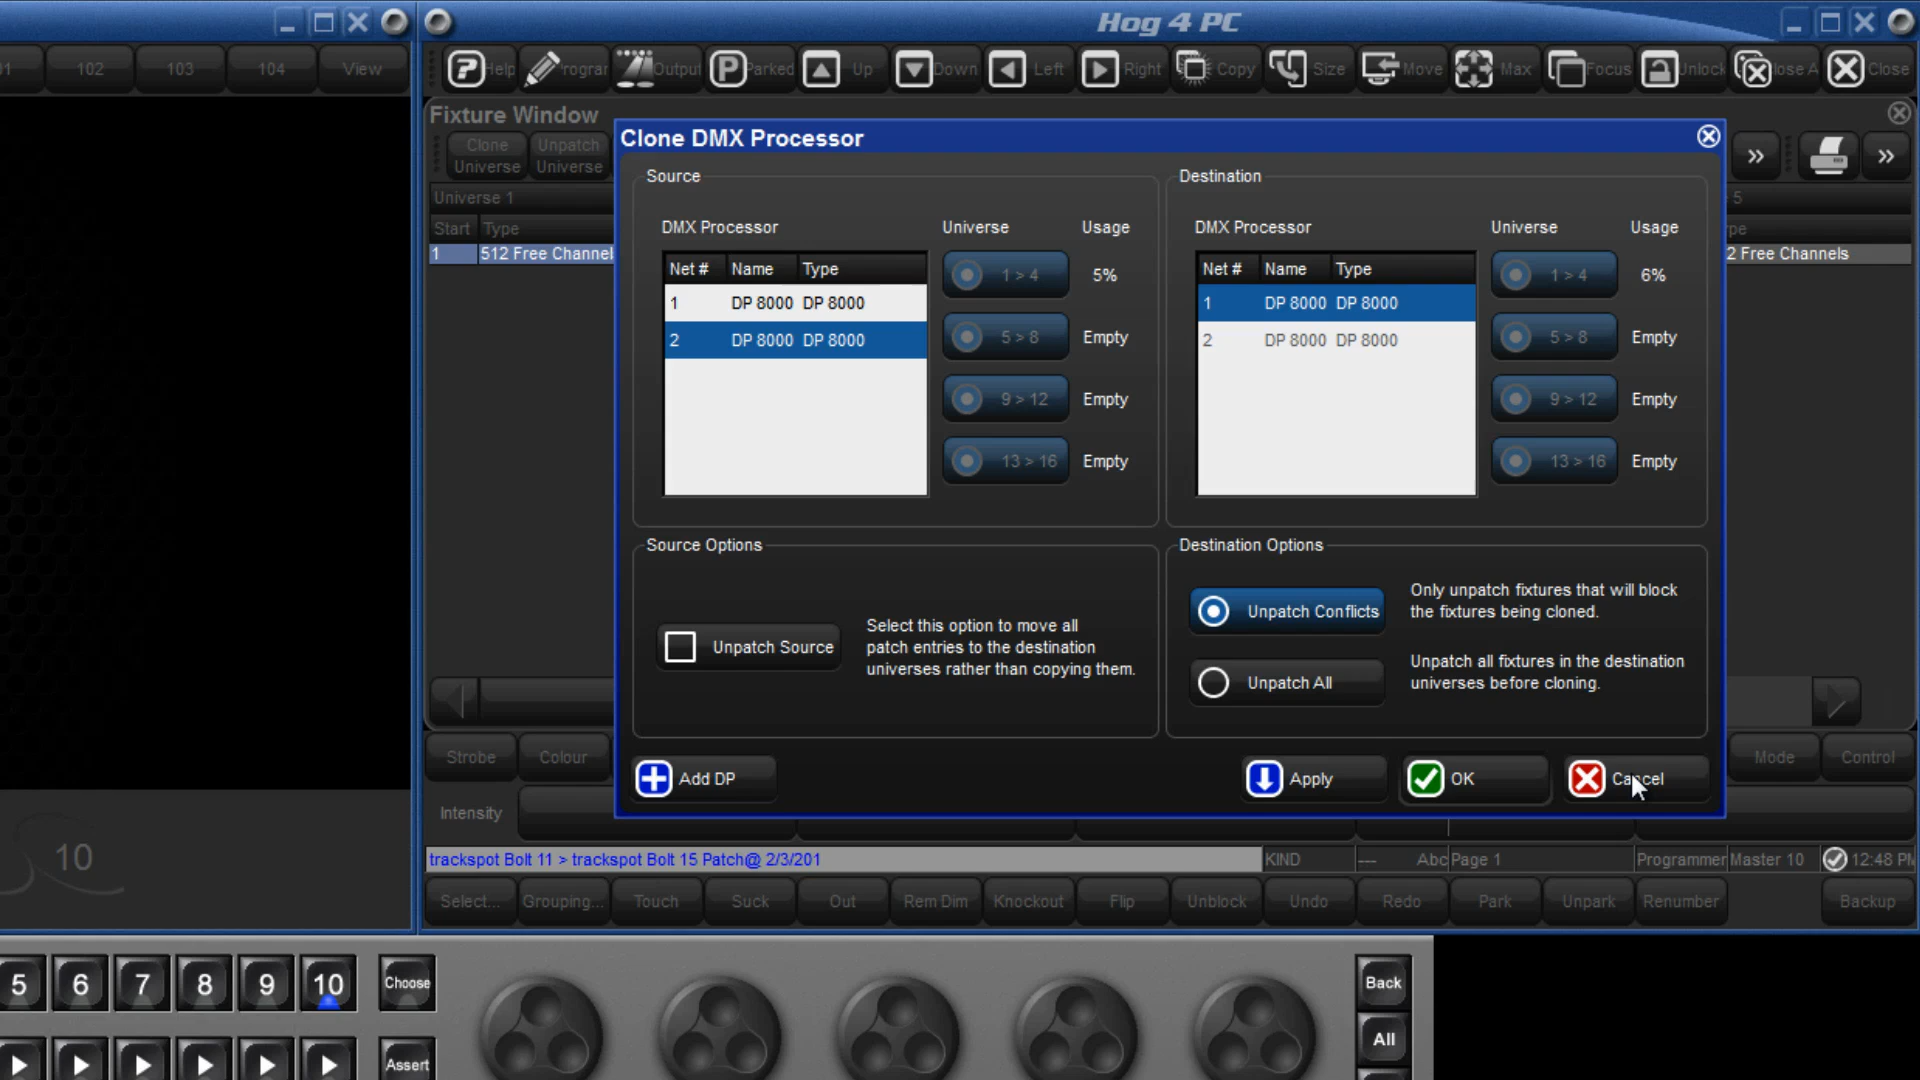 Hog 4 PC
102
103
104
View
Help
Parked
Up
Down
Left
Right
Copy
Size
Move
Max
Focus
Unlock
Close
Fixture Window
Clone
Universe
Unpatch
Universe
Universe 1
Start
Type
1
512 Free Channel
5
2 Free Channels
Clone DMX Processor
Source
DMX Processor
Universe
Usage
Net # Name Type
1 DP 8000 DP 8000
2 DP 8000 DP 8000
1 > 4
5%
5 > 8
Empty
9 > 12
Empty
13 > 16
Empty
Destination
DMX Processor
Universe
Usage
Net # Name Type
1 DP 8000 DP 8000
2 DP 8000 DP 8000
1 > 4
6%
5 > 8
Empty
9 > 12
Empty
13 > 16
Empty
Source Options
Unpatch Source
Select this option to move all
patch entries to the destination
universes rather than copying them.
Destination Options
Unpatch Conflicts
Only unpatch fixtures that will block
the fixtures being cloned.
Unpatch All
Unpatch all fixtures in the destination
universes before cloning.
Add DP
Apply
OK
Cancel
Strobe
Colour
Mode
Control
Intensity
10
trackspot Bolt 11 > trackspot Bolt 15 Patch@ 2/3/201
KIND
---
Abc
Page 1
Programmer
Master 10
12:48 PM
Select...
Grouping...
Touch
Suck
Out
Rem Dim
Knockout
Flip
Unblock
Undo
Redo
Park
Unpark
Renumber
Backup
5
6
7
8
9
10
Choose
Back
Assert
All